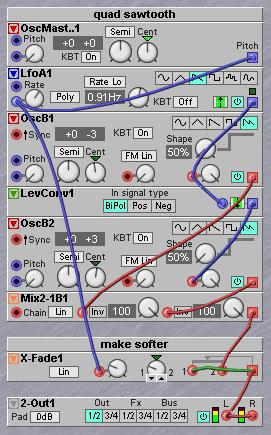 quad sawtooth
OscMast..1
Pitch +0 +0 Semi Cent Pitch
KBT On
LfoA1
Rate Rate Lo
Poly 0.91Hz KBT Off
OscB1
Sync +0 -3 KBT On Shape
Pitch Semi Cent FM Lin 50%
LevConv1 In signal type
BiPol Pos Neg
OscB2
Sync +0 +3 KBT On Shape
Pitch Semi Cent FM Lin 50%
Mix2-1B1
Chain Lin Inv 100 Inv 100
make softer
X-Fade1
Lin 1 2 1 2
2-Out1 Out Fx Bus L R
Pad 0dB 1/2 3/4 1/2 3/4 1/2 3/4